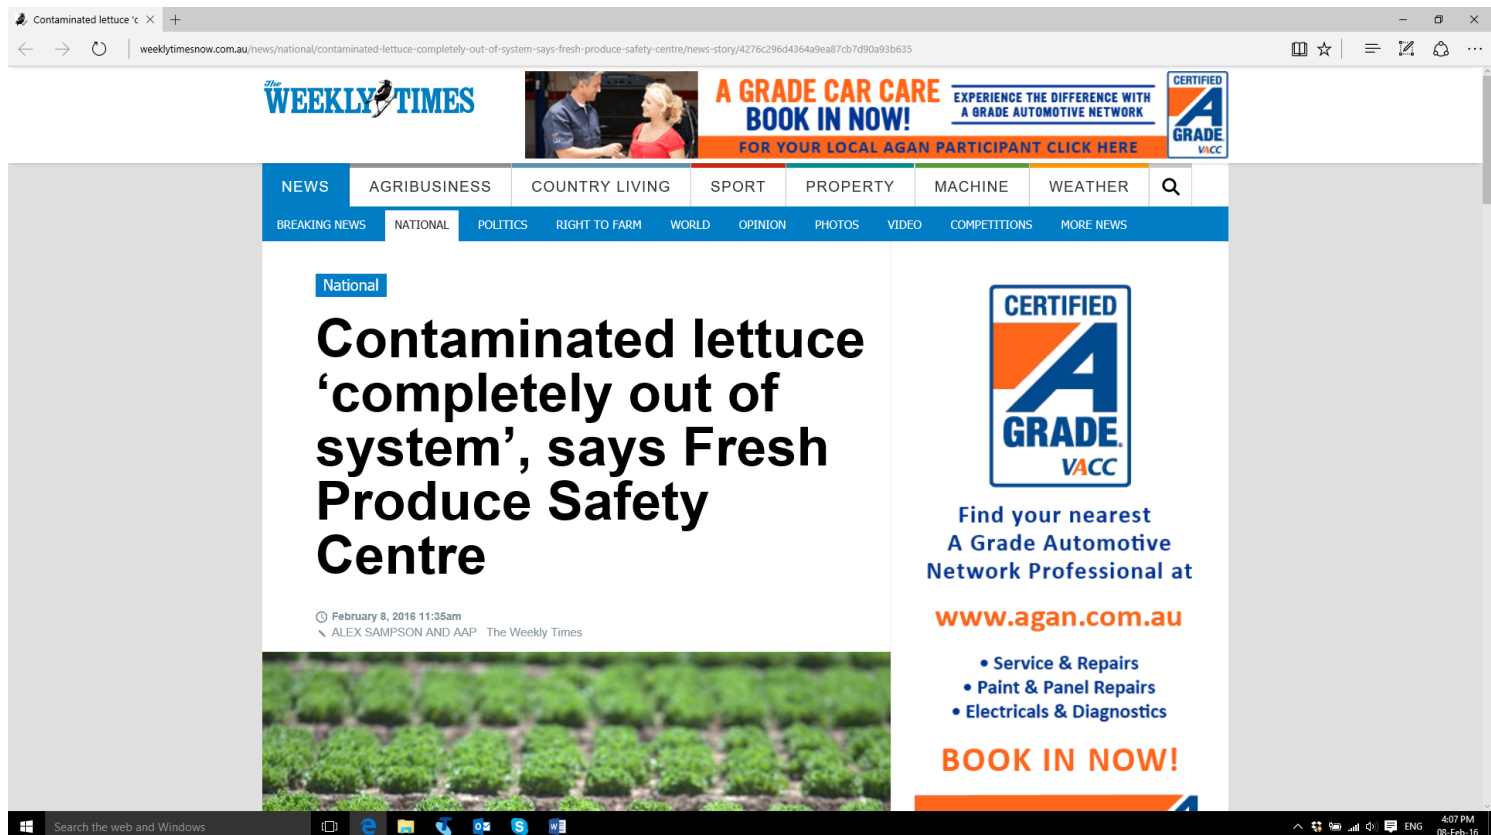 Contaminated lettuce 'c
weeklytimesnow.com.au/news/national/contaminated-lettuce-completely-out-of-system-says-fresh-produce-safety-centre/news-story/4276c296d4364a9ea87cb7d90a93b635
The
WEEKLY TIMES
A GRADE CAR CARE
BOOK IN NOW!
EXPERIENCE THE DIFFERENCE WITH
A GRADE AUTOMOTIVE NETWORK
FOR YOUR LOCAL AGAN PARTICIPANT CLICK HERE
CERTIFIED
A
GRADE
VACC
NEWS AGRIBUSINESS COUNTRY LIVING SPORT PROPERTY MACHINE WEATHER
BREAKING NEWS NATIONAL POLITICS RIGHT TO FARM WORLD OPINION PHOTOS VIDEO COMPETITIONS MORE NEWS
National
Contaminated lettuce
‘completely out of
system’, says Fresh
Produce Safety
Centre
February 8, 2016 11:35am
ALEX SAMPSON AND AAP The Weekly Times
CERTIFIED
A
GRADE.
VACC
Find your nearest
A Grade Automotive
Network Professional at
www.agan.com.au
• Service & Repairs
• Paint & Panel Repairs
• Electricals & Diagnostics
BOOK IN NOW!
Search the web and Windows
ENG
4:07 PM
08-Feb-16